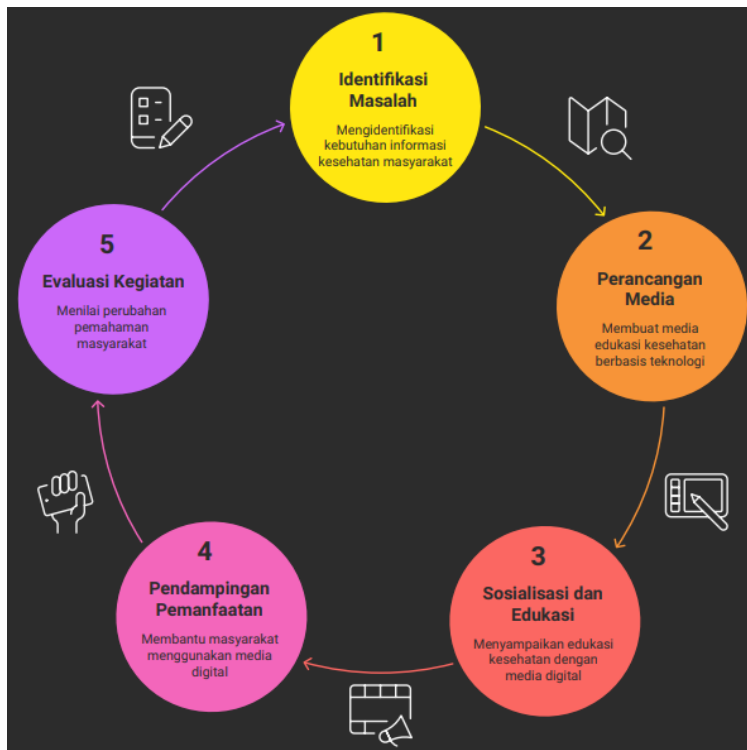 1
Identifikasi
Masalah
Mengidentifikasi
kebutuhan informasi
kesehatan masyarakat
2
Perancangan
Media
Membuat media
edukasi kesehatan
berbasis teknologi
3
Sosialisasi dan
Edukasi
Menyampaikan edukasi
kesehatan dengan
media digital
4
Pendampingan
Pemanfaatan
Membantu masyarakat
menggunakan media
digital
5
Evaluasi Kegiatan
Menilai perubahan
pemahaman
masyarakat